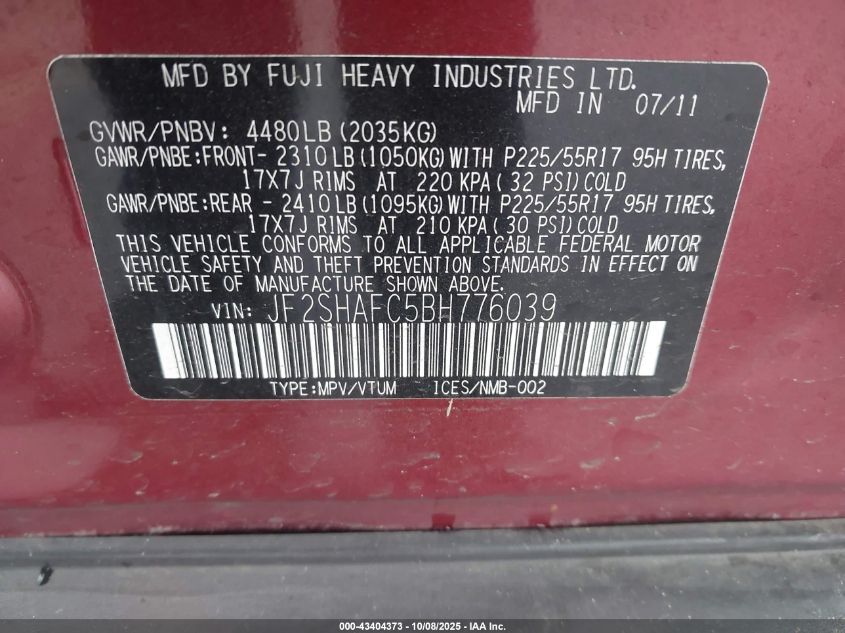 MFD BY FUJI HEAVY INDUSTRIES LTD.
MFD IN 07/11
GVWR/PNBV: 4480LB(2035KG)
GAWR/PNBE:FRONT- 2310LB(1050KG)WITH P225/55R17 95H TIRES,
17X7J RIMS AT 220 KPA( 32 PSI)COLD
GAWR/PNBE:REAR - 2410LB(1095KG)WITH P225/55R17 95H TIRES,
17X7J RIMS AT 210 KPA( 30 PSI)COLD
THIS VEHICLE CONFORMS TO ALL APPLICABLE FEDERAL MOTOR
VEHICLE SAFETY AND THEFT PREVENTION STANDARDS IN EFFECT ON
THE DATE OF MANUFACTURE SHOWN ABOVE.
VIN: JF2SHAFC5BH776039
TYPE:MPV/VTUM ICES/NMB-002
000-43404373 - 10/08/2025 - IAA Inc.